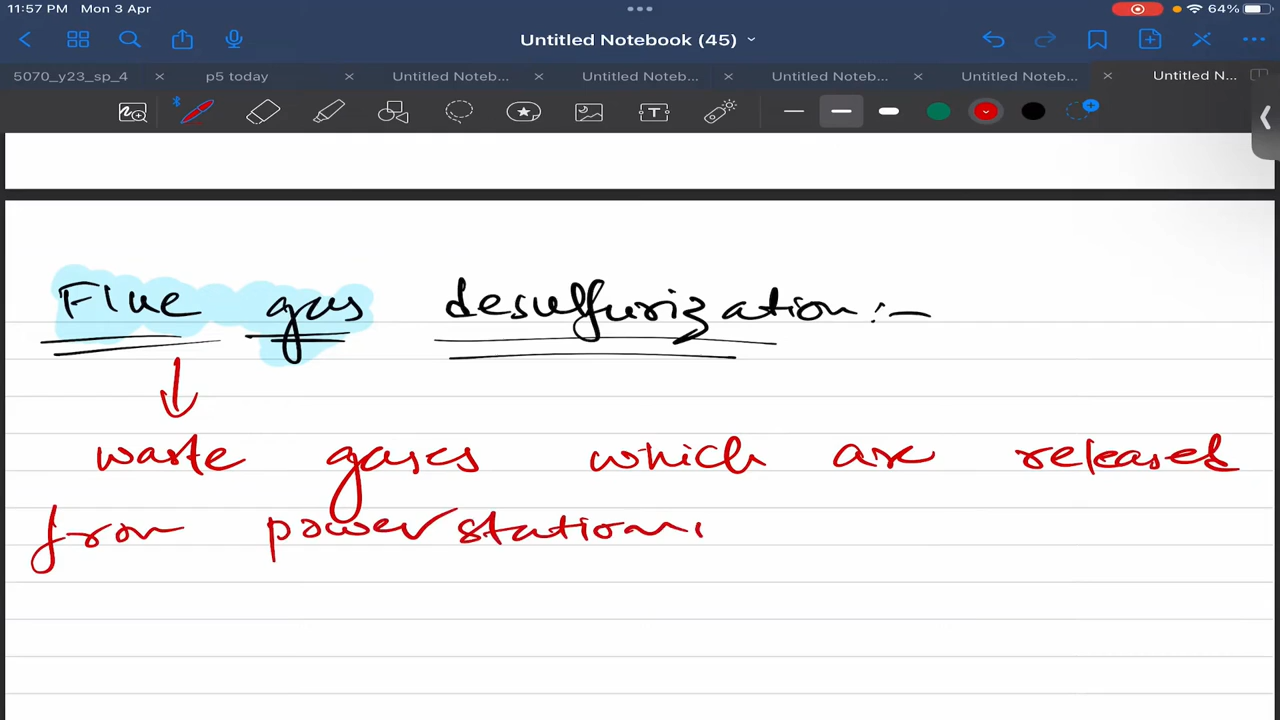 11:57 PM Mon 3 Apr
64%
Untitled Notebook (45)
5070_y23_sp_4
p5 today
Untitled Noteb...
Untitled Noteb...
Untitled Noteb...
Untitled Noteb...
Untitled N...
Flue gas desulfurization:-
waste gases which are released
from power station